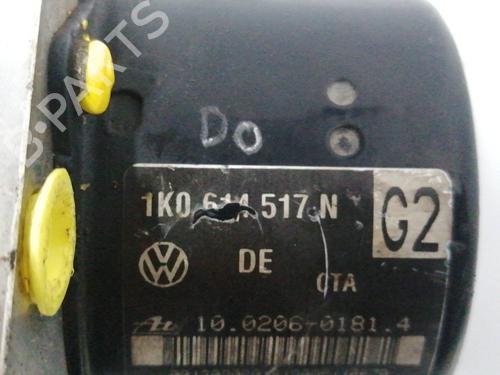 B-PARTS
DO
1K0 614 517 N
G2
DE
CTA
10.0206-0181.4